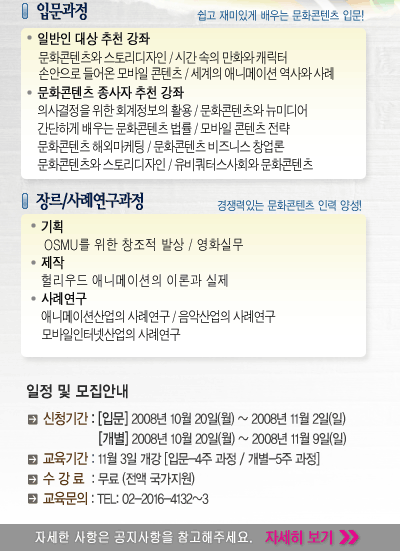 입문과정
쉽고 재미있게 배우는 문화콘텐츠 입문!
• 일반인 대상 추천 강좌
문화콘텐츠와 스토리디자인 / 시간 속의 만화와 캐릭터
손안으로 들어온 모바일 콘텐츠 / 세계의 애니메이션 역사와 사례
• 문화콘텐츠 종사자 추천 강좌
의사결정을 위한 회계정보의 활용 / 문화콘텐츠와 뉴미디어
간단하게 배우는 문화콘텐츠 법률 / 모바일 콘텐츠 전략
문화콘텐츠 해외마케팅 / 문화콘텐츠 비즈니스 창업론
문화콘텐츠와 스토리디자인 / 유비쿼터스사회와 문화콘텐츠
장르/사례연구과정
경쟁력있는 문화콘텐츠 인력 양성!
• 기획
OSMU를 위한 창조적 발상 / 영화실무
• 제작
헐리우드 애니메이션의 이론과 실제
• 사례연구
애니메이션산업의 사례연구 / 음악산업의 사례연구
모바일인터넷산업의 사례연구
일정 및 모집안내
신청기간 : [입문] 2008년 10월 20일(월) ~ 2008년 11월 2일(일)
[개별] 2008년 10월 20일(월) ~ 2008년 11월 9일(일)
교육기간 : 11월 3일 개강 [입문-4주 과정 / 개별-5주 과정]
수 강 료 : 무료 (전액 국가지원)
교육문의 : TEL: 02-2016-4132~3
자세한 사항은 공지사항을 참고해주세요. 자세히 보기